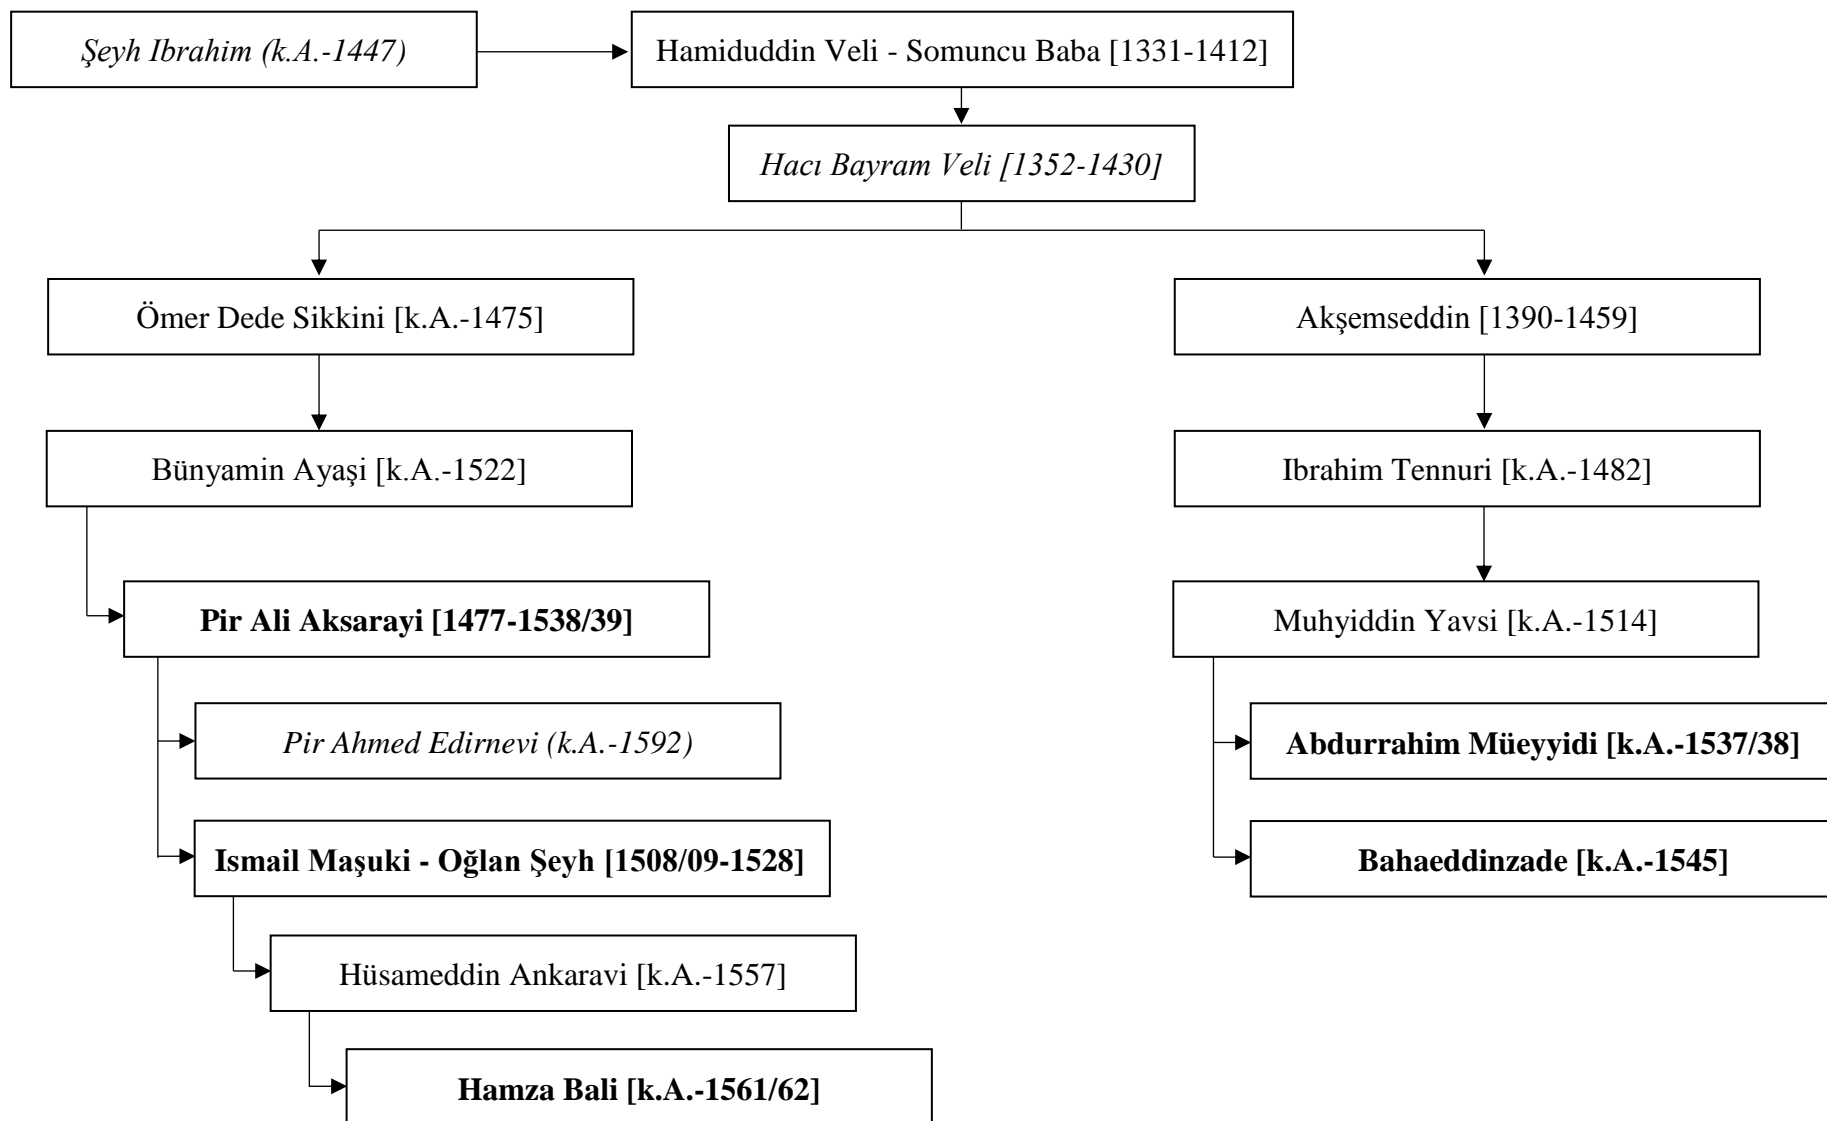 Şeyh Ibrahim (k.A.-1447)
Hamiduddin Veli - Somuncu Baba [1331-1412]
Hacı Bayram Veli [1352-1430]
Ömer Dede Sikkini [k.A.-1475]
Akşemseddin [1390-1459]
Bünyamin Ayaşi [k.A.-1522]
Ibrahim Tennuri [k.A.-1482]
Pir Ali Aksarayi [1477-1538/39]
Muhyiddin Yavsi [k.A.-1514]
Pir Ahmed Edirnevi (k.A.-1592)
Abdurrahim Müeyyidi [k.A.-1537/38]
Ismail Maşuki - Oğlan Şeyh [1508/09-1528]
Bahaeddinzade [k.A.-1545]
Hüsameddin Ankaravi [k.A.-1557]
Hamza Bali [k.A.-1561/62]